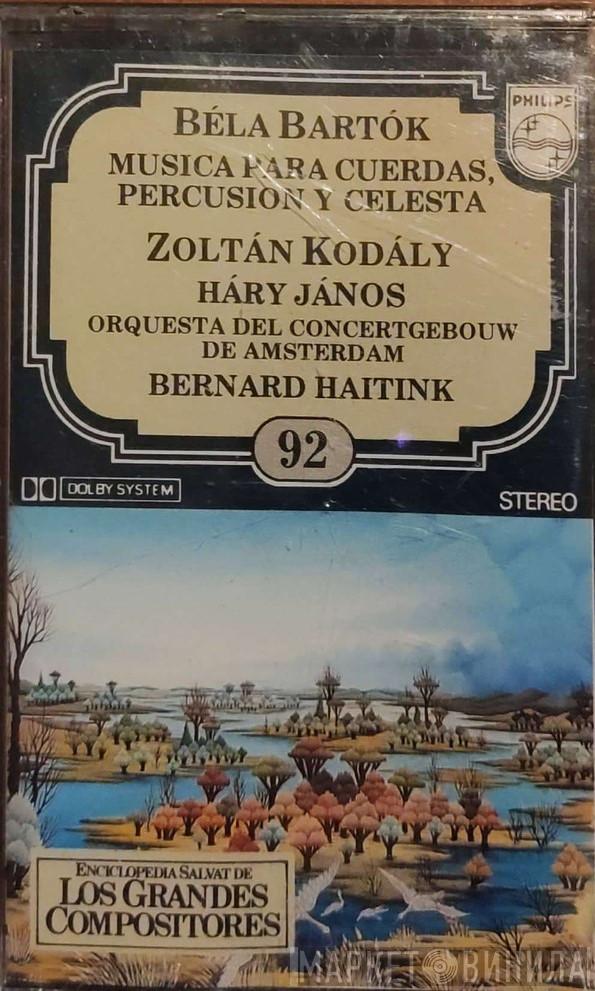 PHILIPS
BÉLA BARTÓK
MUSICA PARA CUERDAS,
PERCUSION Y CELESTA
ZOLTÁN KODÁLY
HÁRY JÁNOS
ORQUESTA DEL CONCERTGEBOUW
DE AMSTERDAM
BERNARD HAITINK
92
DOLBY SYSTEM
STEREO
ENCICLOPEDIA SALVAT DE
LOS GRANDES
COMPOSITORES
МАРКЕТ ВИНИЛА